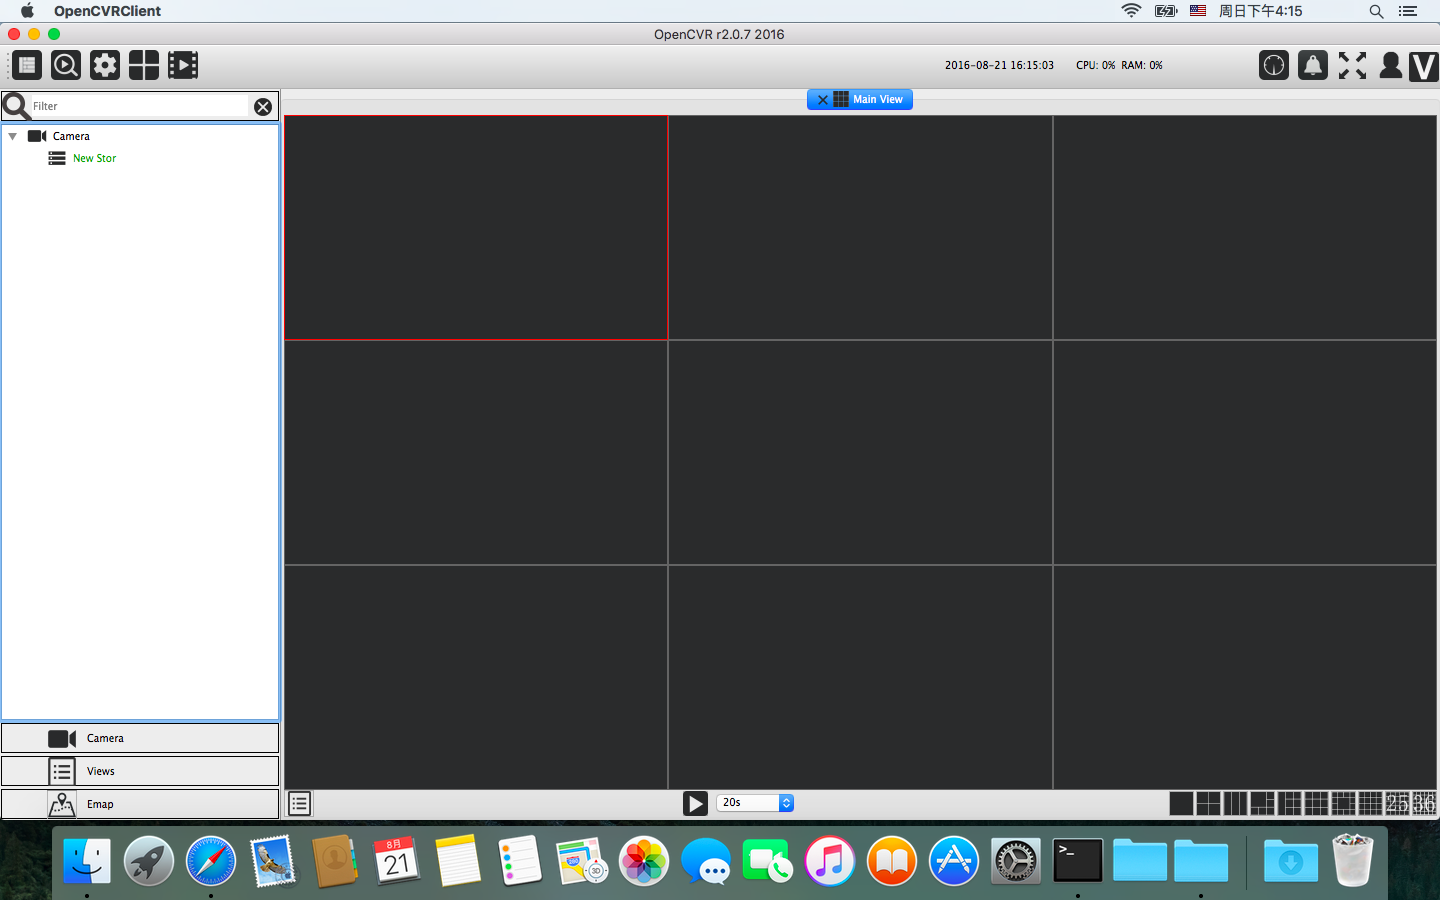 OpenCVRClient
周日下午4:15
OpenCVR r2.0.7 2016
2016-08-21 16:15:03 CPU: 0% RAM: 0%
V
Filter
Main View
Camera
New Stor
Camera
Views
Emap
20s
25 36
8月
21
3D
>_